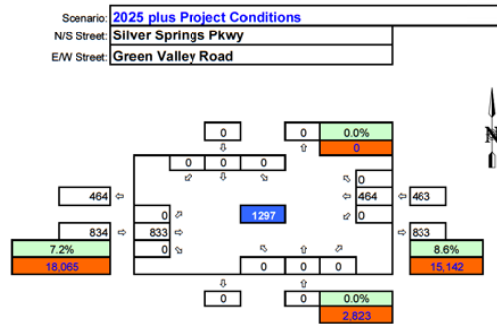 Scenario: 2025 plus Project Conditions
N/S Street: Silver Springs Pkwy
E/W Street: Green Valley Road
0 0 0.0%
0
N
0 0 0
0
464 464 463
0 1297 0
834 833 833
7.2% 0 8.6%
18,065 15,142
0 0 0
0 0 0.0%
2,823